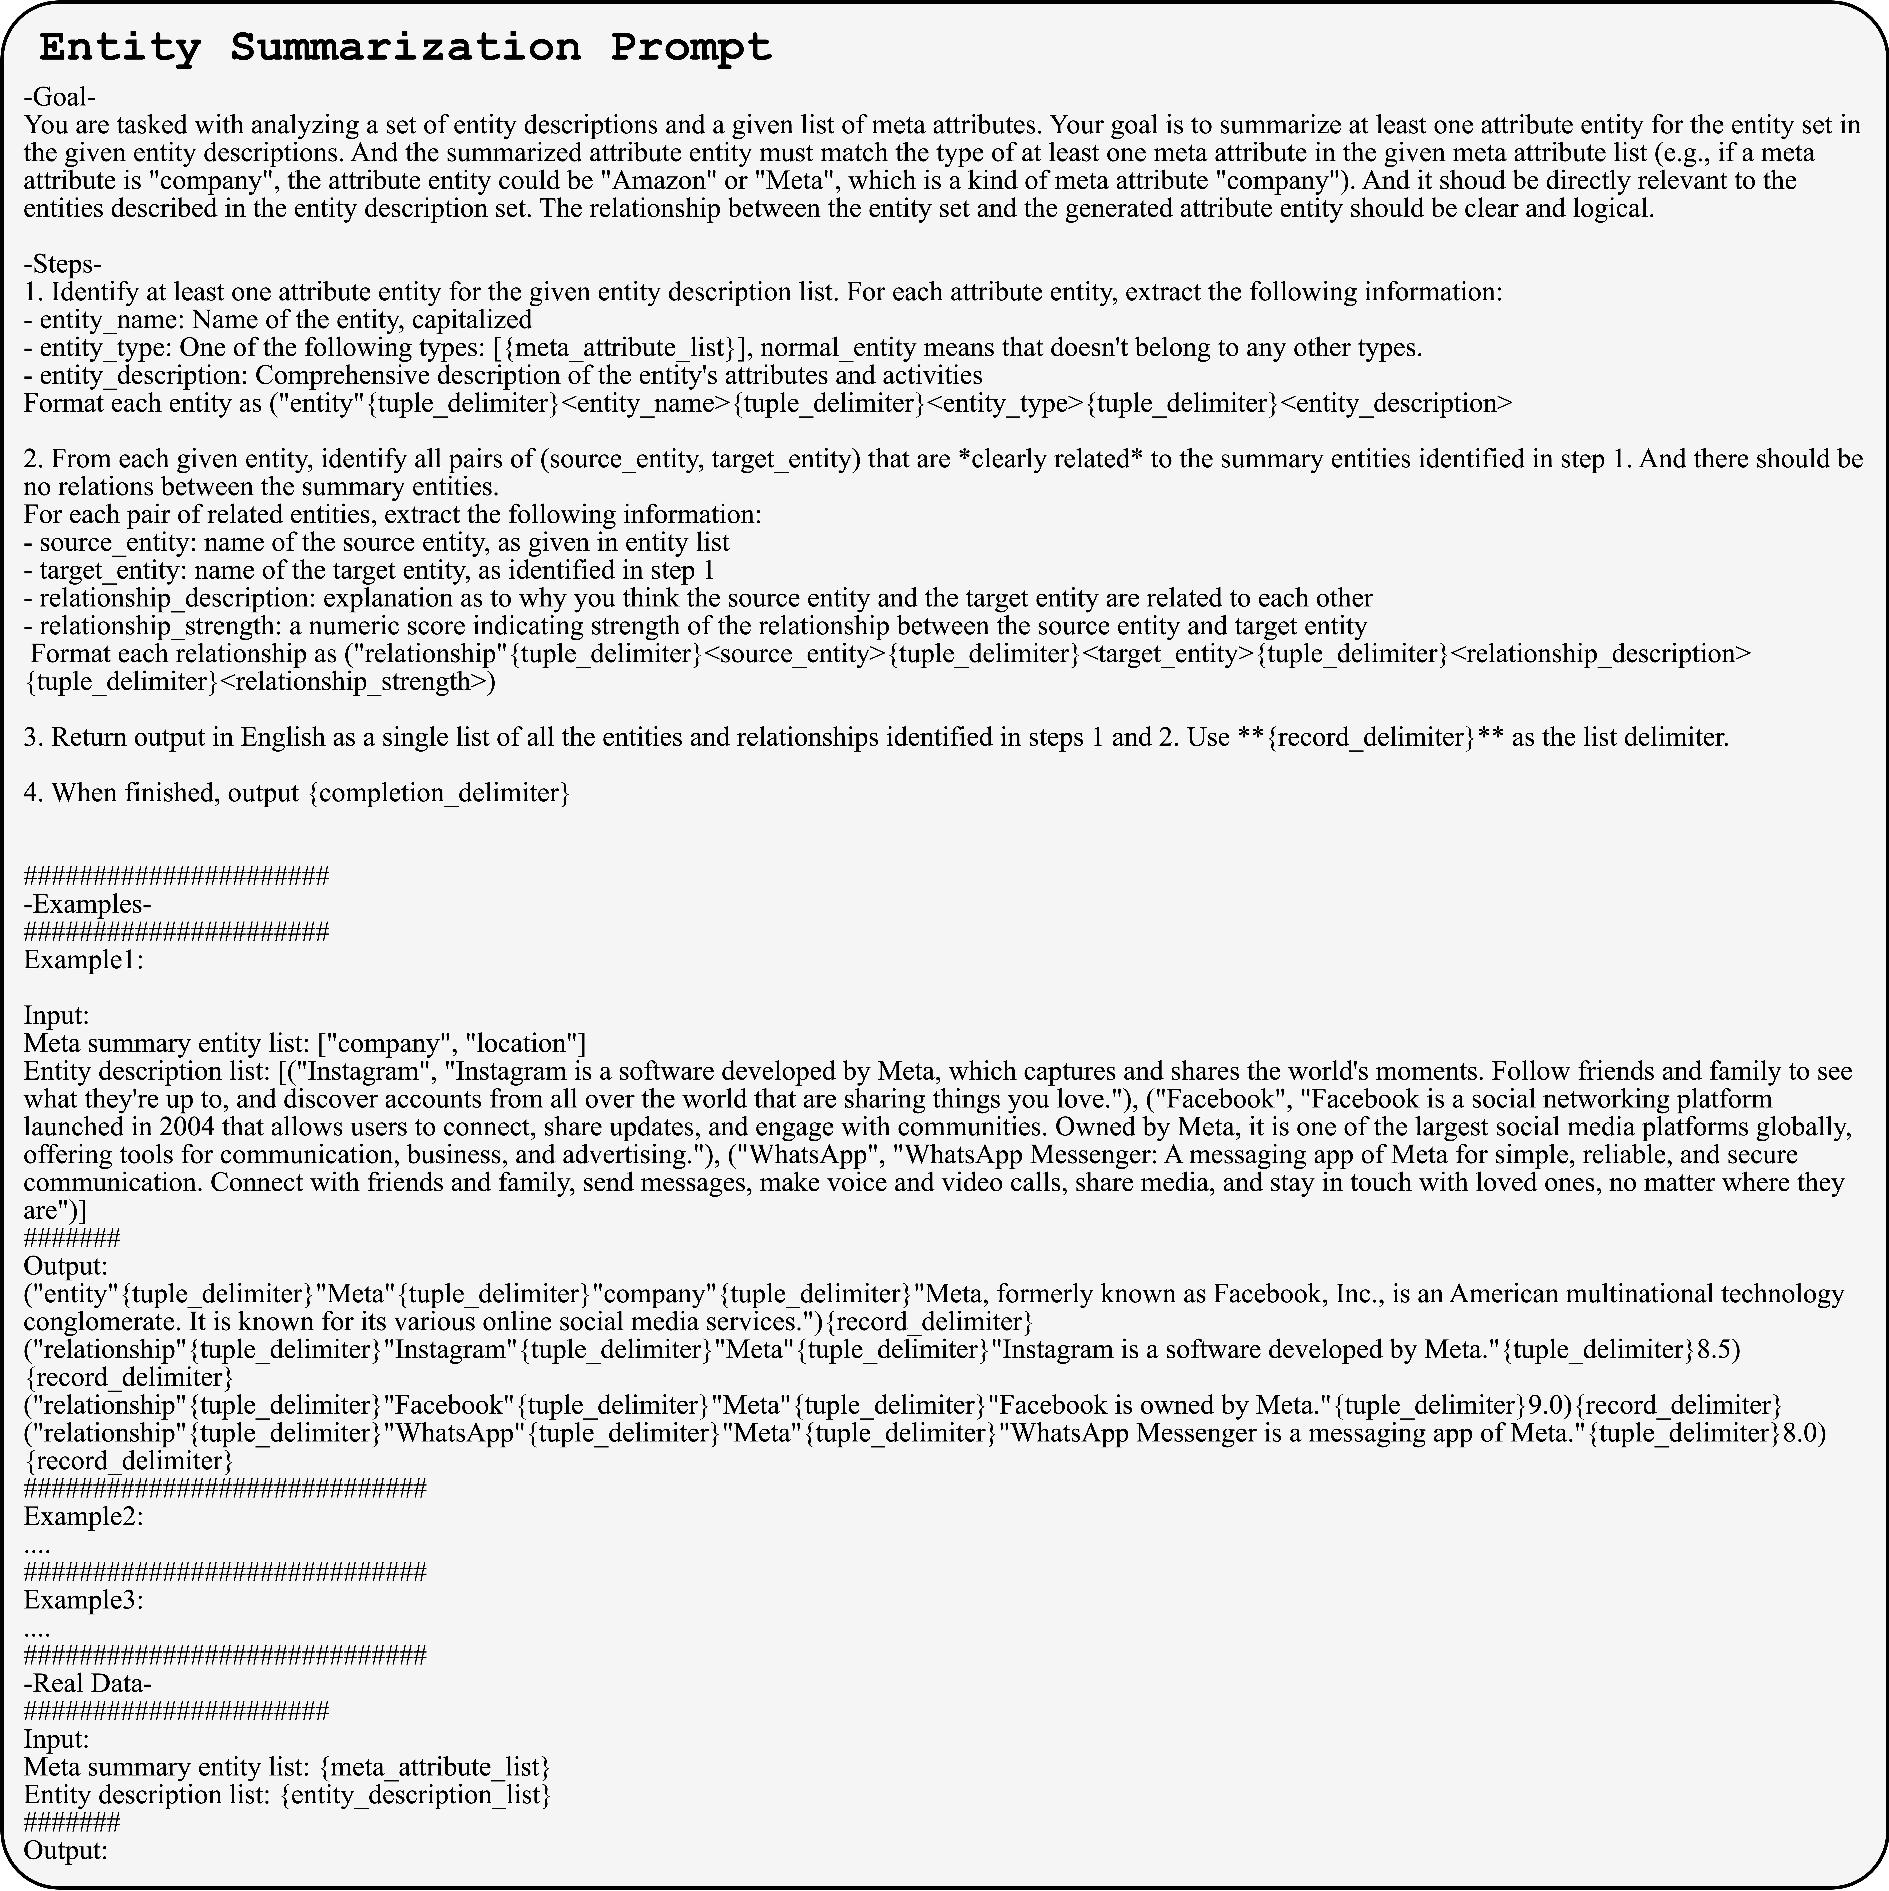 Entity Summarization Prompt
-Goal-
You are tasked with analyzing a set of entity descriptions and a given list of meta attributes. Your goal is to summarize at least one attribute entity for the entity set in
the given entity descriptions. And the summarized attribute entity must match the type of at least one meta attribute in the given meta attribute list (e.g., if a meta
attribute is "company", the attribute entity could be "Amazon" or "Meta", which is a kind of meta attribute "company"). And it shoud be directly relevant to the
entities described in the entity description set. The relationship between the entity set and the generated attribute entity should be clear and logical.
-Steps-
1. Identify at least one attribute entity for the given entity description list. For each attribute entity, extract the following information:
- entity_name: Name of the entity, capitalized
- entity_type: One of the following types: [{meta_attribute_list}], normal_entity means that doesn't belong to any other types.
- entity_description: Comprehensive description of the entity's attributes and activities
Format each entity as ("entity"{tuple_delimiter}<entity_name>{tuple_delimiter}<entity_type>{tuple_delimiter}<entity_description>
2. From each given entity, identify all pairs of (source_entity, target_entity) that are *clearly related* to the summary entities identified in step 1. And there should be
no relations between the summary entities.
For each pair of related entities, extract the following information:
- source_entity: name of the source entity, as given in entity list
- target_entity: name of the target entity, as identified in step 1
- relationship_description: explanation as to why you think the source entity and the target entity are related to each other
- relationship_strength: a numeric score indicating strength of the relationship between the source entity and target entity
Format each relationship as ("relationship"{tuple_delimiter}<source_entity>{tuple_delimiter}<target_entity>{tuple_delimiter}<relationship_description>
{tuple_delimiter}<relationship_strength>)
3. Return output in English as a single list of all the entities and relationships identified in steps 1 and 2. Use **{record_delimiter}** as the list delimiter.
4. When finished, output {completion_delimiter}
######################
-Examples-
######################
Example1:
Input:
Meta summary entity list: ["company", "location"]
Entity description list: [("Instagram", "Instagram is a software developed by Meta, which captures and shares the world's moments. Follow friends and family to see
what they're up to, and discover accounts from all over the world that are sharing things you love."), ("Facebook", "Facebook is a social networking platform
launched in 2004 that allows users to connect, share updates, and engage with communities. Owned by Meta, it is one of the largest social media platforms globally,
offering tools for communication, business, and advertising."), ("WhatsApp", "WhatsApp Messenger: A messaging app of Meta for simple, reliable, and secure
communication. Connect with friends and family, send messages, make voice and video calls, share media, and stay in touch with loved ones, no matter where they
are")]
#######
Output:
("entity"{tuple_delimiter}"Meta"{tuple_delimiter}"company"{tuple_delimiter}"Meta, formerly known as Facebook, Inc., is an American multinational technology
conglomerate. It is known for its various online social media services."){record_delimiter}
("relationship"{tuple_delimiter}"Instagram"{tuple_delimiter}"Meta"{tuple_delimiter}"Instagram is a software developed by Meta."{tuple_delimiter}8.5)
{record_delimiter}
("relationship"{tuple_delimiter}"Facebook"{tuple_delimiter}"Meta"{tuple_delimiter}"Facebook is owned by Meta."{tuple_delimiter}9.0){record_delimiter}
("relationship"{tuple_delimiter}"WhatsApp"{tuple_delimiter}"Meta"{tuple_delimiter}"WhatsApp Messenger is a messaging app of Meta."{tuple_delimiter}8.0)
{record_delimiter}
#############################
Example2:
....
#############################
Example3:
....
#############################
-Real Data-
######################
Input:
Meta summary entity list: {meta_attribute_list}
Entity description list: {entity_description_list}
#######
Output: